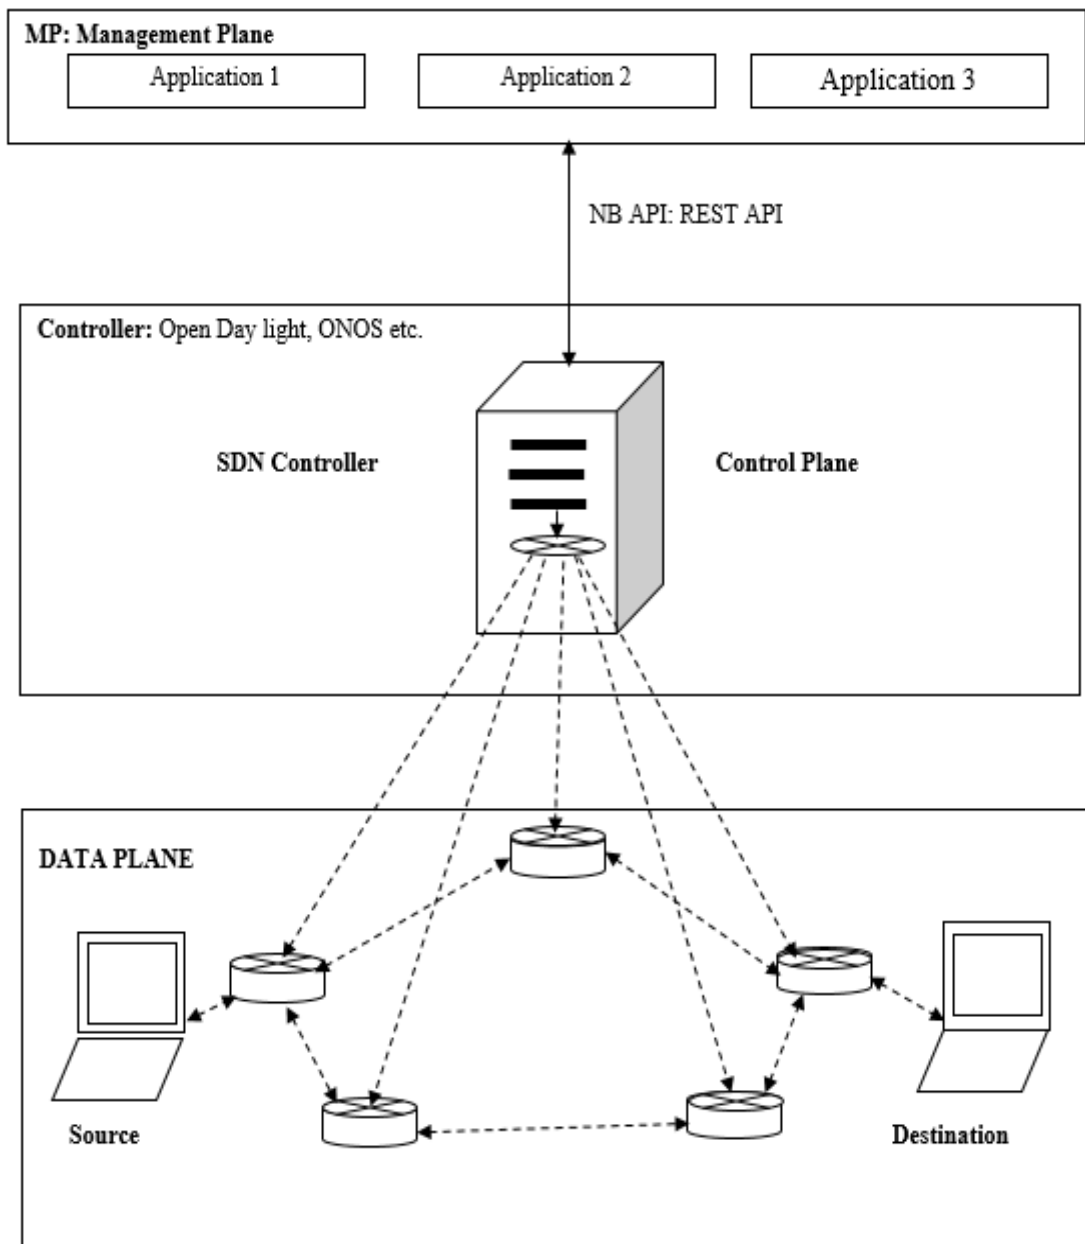 MP: Management Plane
Application 1
Application 2
Application 3
NB API: REST API
Controller: Open Day light, ONOS etc.
SDN Controller
Control Plane
DATA PLANE
Source
Destination